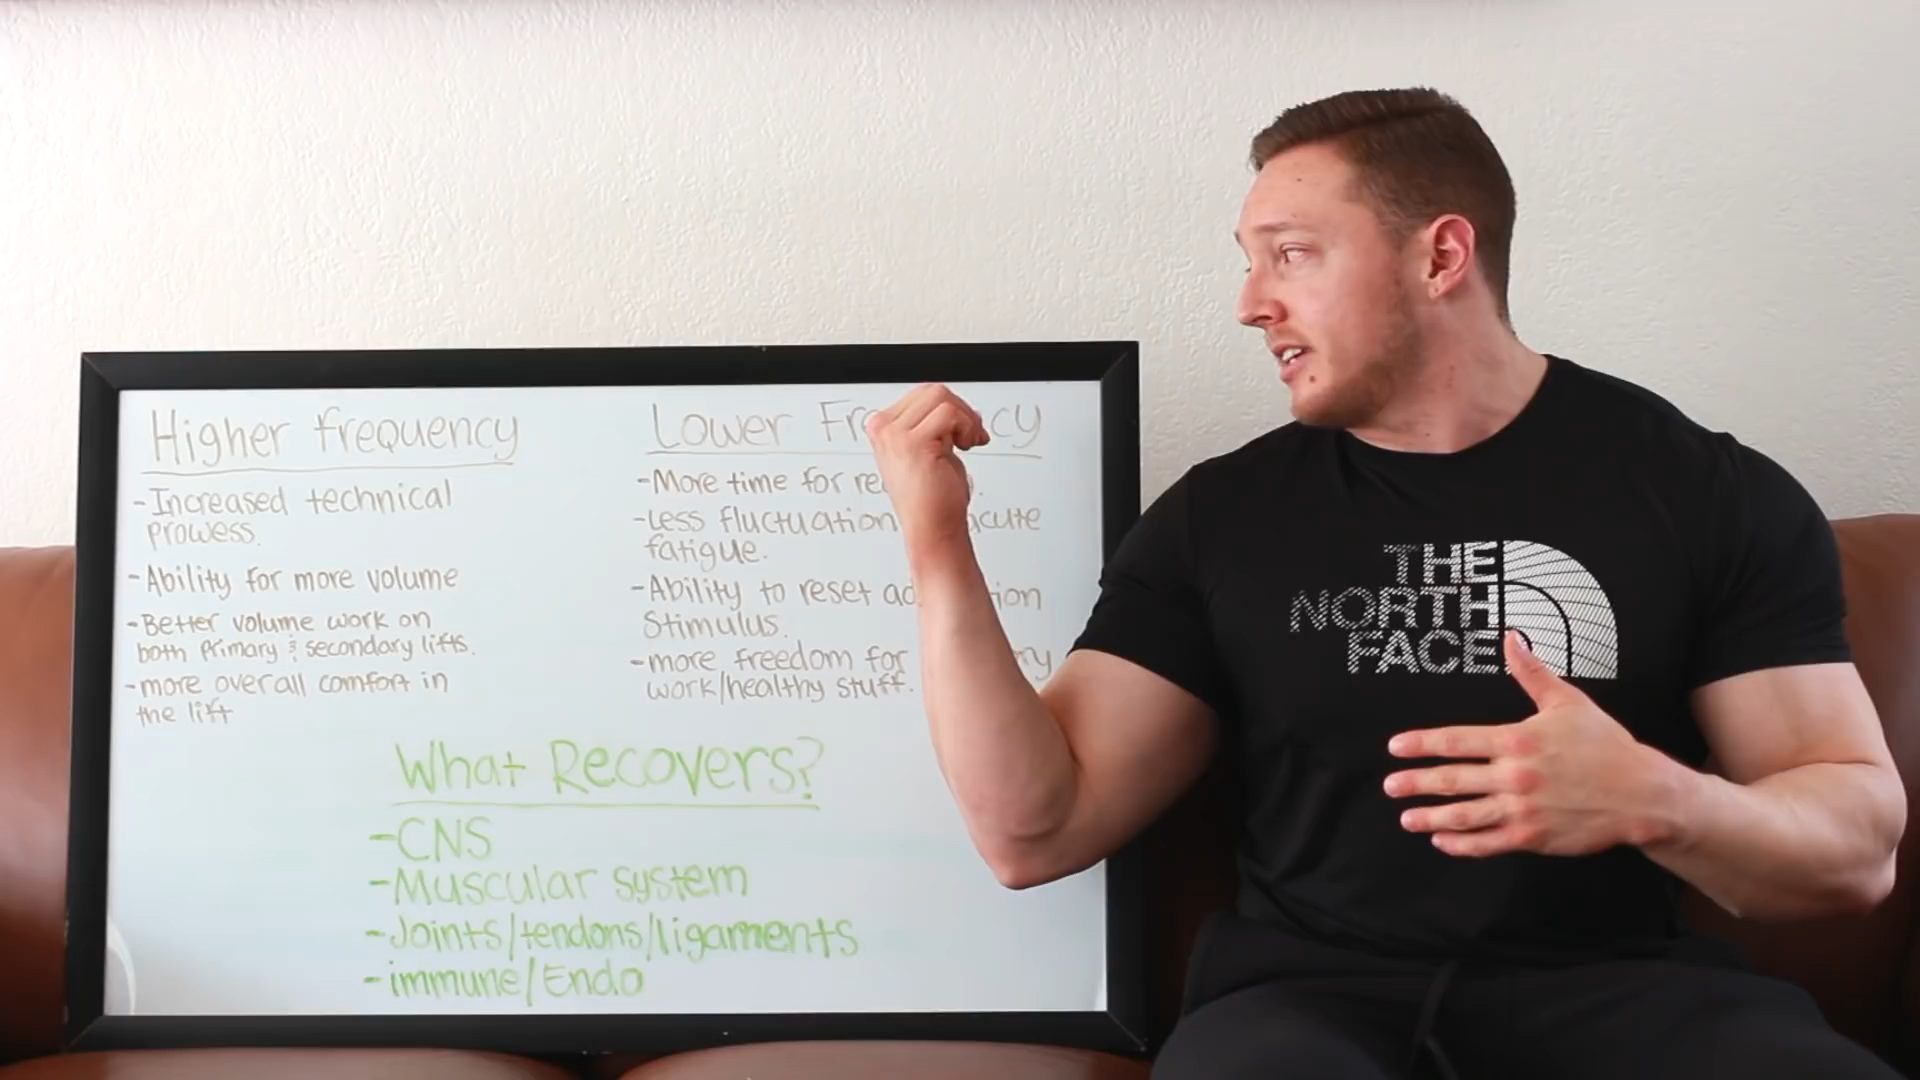 Higher frequency
-Increased technical
prowess.
-Ability for more volume
-Better volume work on
both Primary & secondary lifts.
-more overall comfort in
the lift
Lower
-More time for
-Less fluctuation acute
fatigue.
-Ability to reset
Stimulus.
-more freedom for
work/healthy stuff.
What Recovers?
-CNS
-Muscular system
-Joints/tendons/ligaments
-immune/Endo
THE
NORTH
FACE